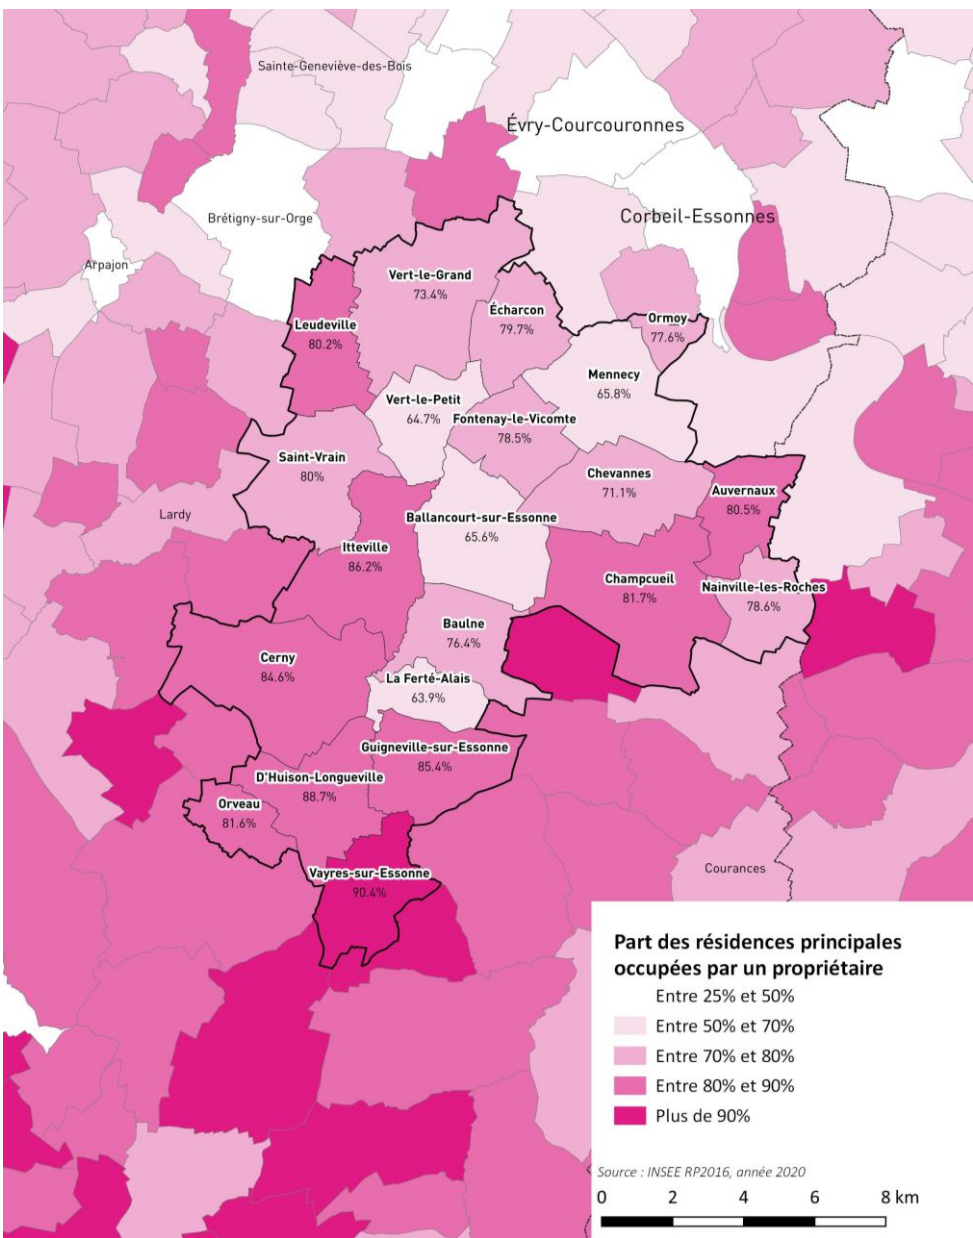 Sainte-Geneviève-des-Bois
Évry-Courcouronnes
Brétigny-sur-Orge
Corbeil-Essonnes
Arpajon
Vert-le-Grand
73.4%
Écharcon
79.7%
Leudeville
80.2%
Ormoy
77.6%
Mennecy
65.8%
Vert-le-Petit
64.7%
Fontenay-le-Vicomte
78.5%
Saint-Vrain
80%
Chevannes
71.1%
Auvernaux
80.5%
Lardy
Ballancourt-sur-Essonne
65.6%
Itteville
86.2%
Champcueil
81.7%
Nainville-les-Roches
78.6%
Baulne
76.4%
Cerny
84.6%
La Ferté-Alais
63.9%
Guigneville-sur-Essonne
85.4%
D'Huison-Longueville
88.7%
Orveau
81.6%
Vayres-sur-Essonne
90.4%
Courances
Part des résidences principales
occupées par un propriétaire
Entre 25% et 50%
Entre 50% et 70%
Entre 70% et 80%
Entre 80% et 90%
Plus de 90%
Source : INSEE RP2016, année 2020
0 2 4 6 8 km